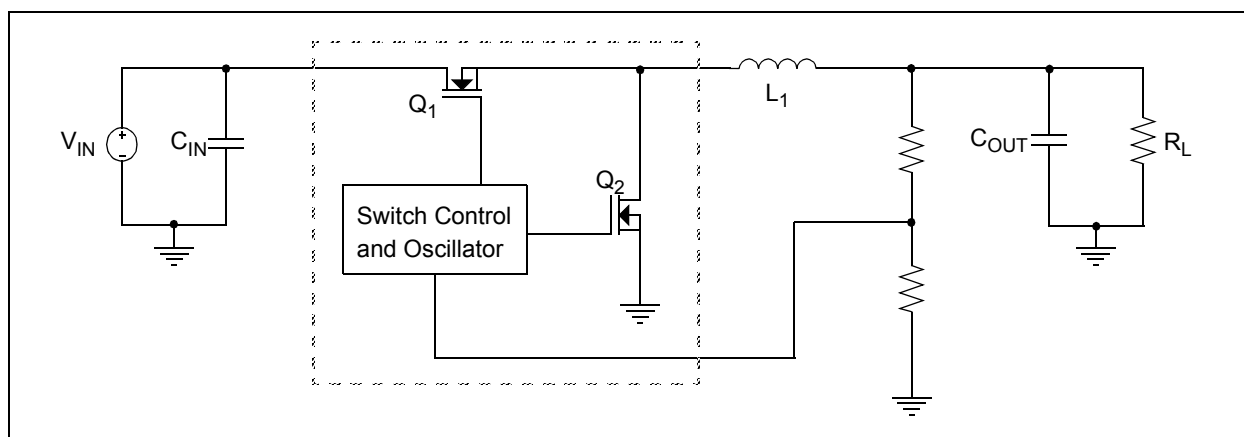 V_IN
+
-
C_IN
Q_1
Q_2
Switch Control
and Oscillator
L_1
C_OUT
R_L